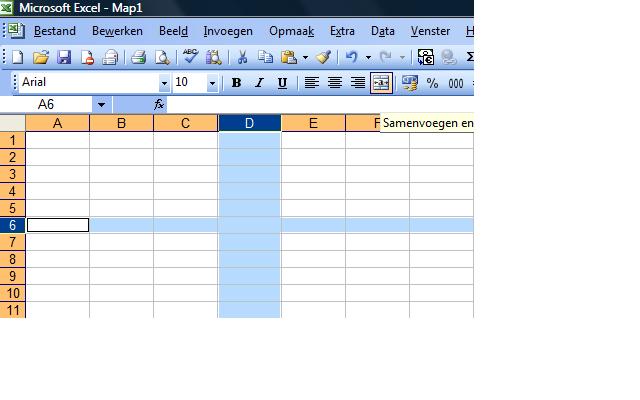 Microsoft Excel - Map1
Bestand Bewerken Beeld Invoegen Opmaak Extra Data Venster H
ABC Σ
Arial 10 B I U % 000
A6 fx
A B C D E F Samenvoegen en
1
2
3
4
5
6
7
8
9
10
11